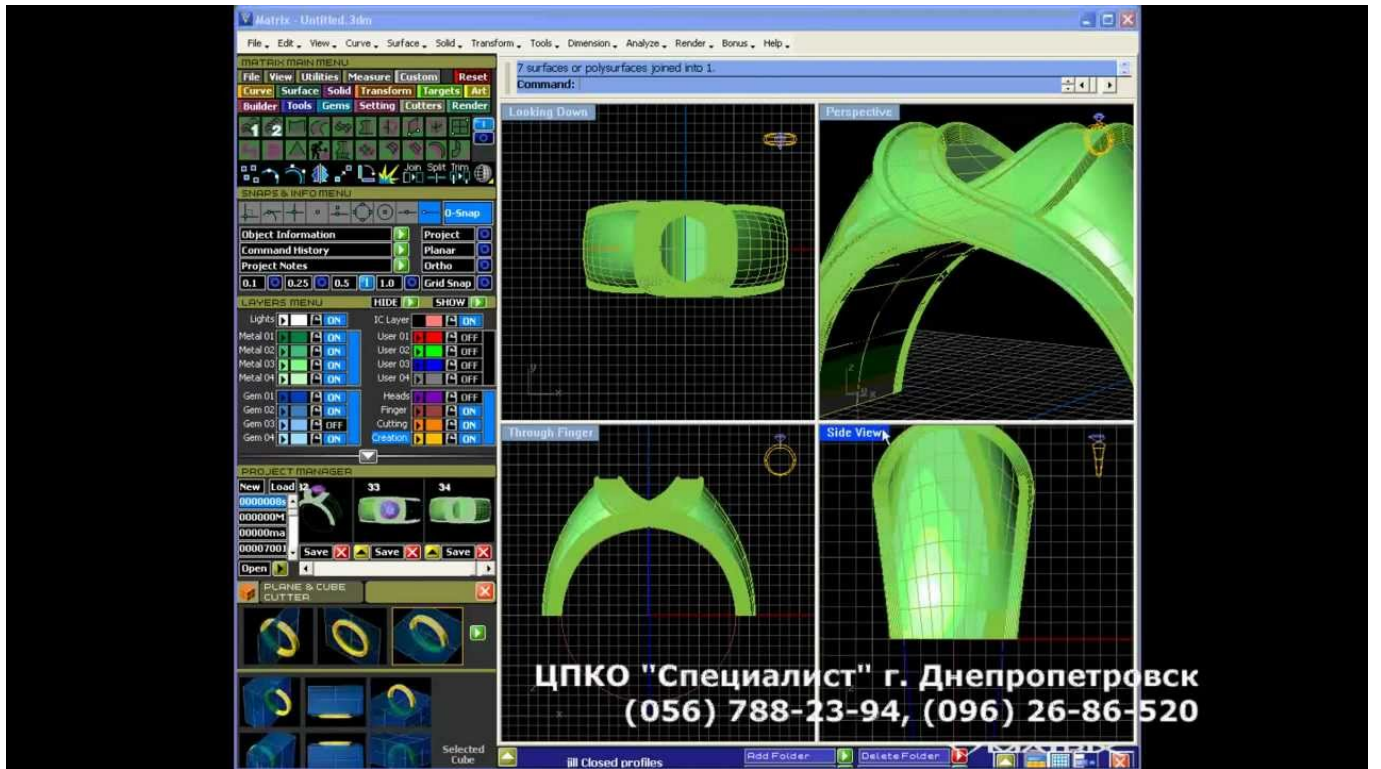 Matrix - Untitled.3dm
File Edit View Curve Surface Solid Transform Tools Dimension Analyze Render Bonus Help
MATRIX MAIN MENU
File View Utilities Measure Custom Reset
Curve Surface Solid Transform Targets Art
Builder Tools Gems Setting Cutters Render
1 2
Join Split Trim
SNAPS & INFO MENU
O-Snap
Object Information Project
Command History Planar
Project Notes Ortho
0.1 0.25 0.5 1.0 Grid Snap
LAYERS MENU HIDE SHOW
Lights ON IC Layer ON
Metal 01 ON User 01 OFF
Metal 02 ON User 02 OFF
Metal 03 ON User 03 OFF
Metal 04 ON User 04 OFF
Gem 01 ON Heads OFF
Gem 02 ON Finger ON
Gem 03 OFF Cutting ON
Gem 04 ON Creation ON
PROJECT MANAGER
New Load 32 33 34
0000008s
000000M
00000ma
00007001
Save Save Save
Open
PLANE & CUBE
CUTTER
Selected
Cube
7 surfaces or polysurfaces joined into 1.
Command:
Looking Down
y
x
Perspective
z
y x
Through Finger
Side View
ЦПКО "Специалист" г. Днепропетровск
(056) 788-23-94, (096) 26-86-520
Closed profiles
Add Folder Delete Folder